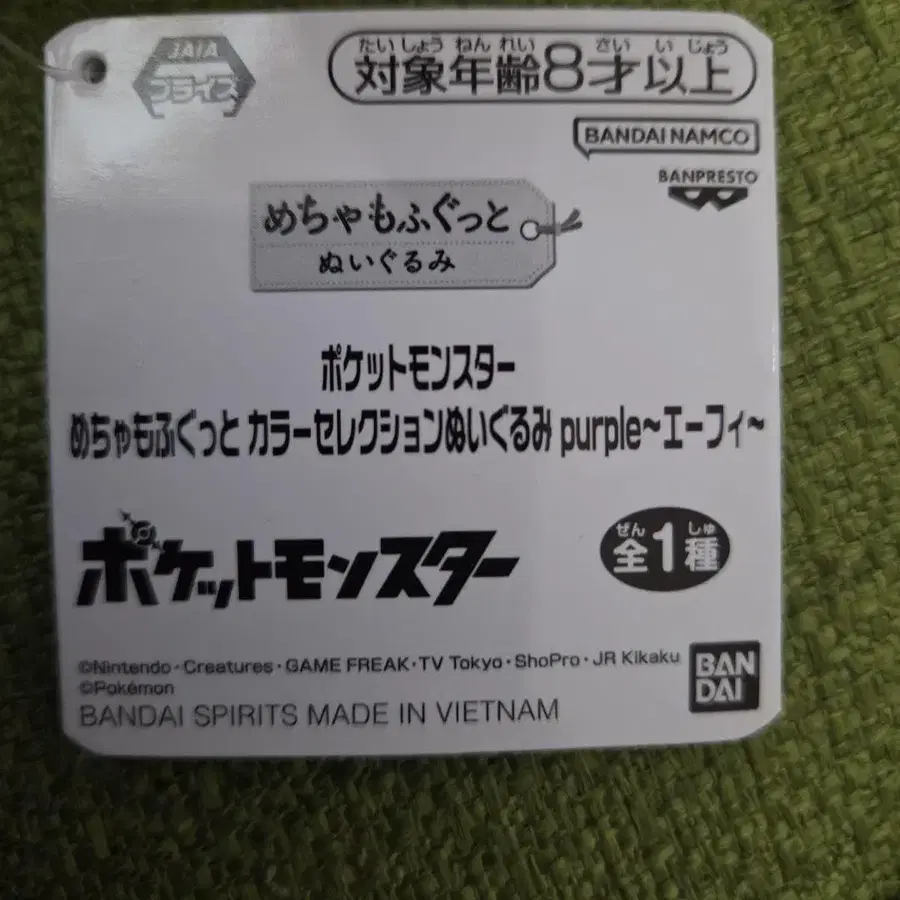 JAIA
プライズ
たいしょうねんれい さい いじょう
対象年齢8才以上
BANDAI NAMCO
BANPRESTO
めちゃもふぐっと
ぬいぐるみ
ポケットモンスター
めちゃもふぐっと カラーセレクションぬいぐるみ purple~エーフィ~
ポケットモンスター
ぜん しゅ
全1種
©Nintendo・Creatures・GAME FREAK・TV Tokyo・ShoPro・JR Kikaku
©Pokémon
BANDAI SPIRITS MADE IN VIETNAM
BAN
DAI